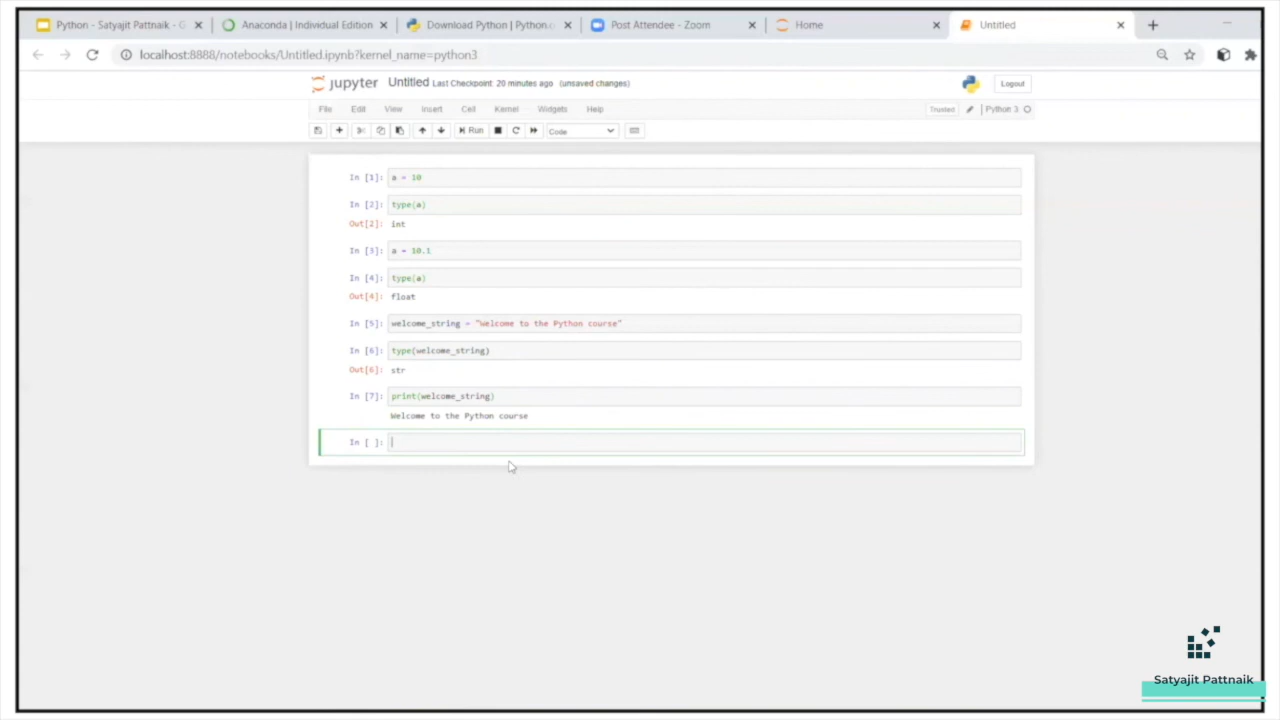 Python - Satyajit Pattnaik - G
Anaconda | Individual Edition
Download Python | Python.o
Post Attendee - Zoom
Home
Untitled
localhost:8888/notebooks/Untitled.ipynb?kernel_name=python3
jupyter Untitled Last Checkpoint: 20 minutes ago (unsaved changes)
Logout
File Edit View Insert Cell Kernel Widgets Help
Trusted
Python 3
Run
Code
In [1]: a = 10
In [2]: type(a)
Out[2]: int
In [3]: a = 10.1
In [4]: type(a)
Out[4]: float
In [5]: welcome_string = "Welcome to the Python course"
In [6]: type(welcome_string)
Out[6]: str
In [7]: print(welcome_string)
Welcome to the Python course
In [ ]:
Satyajit Pattnaik